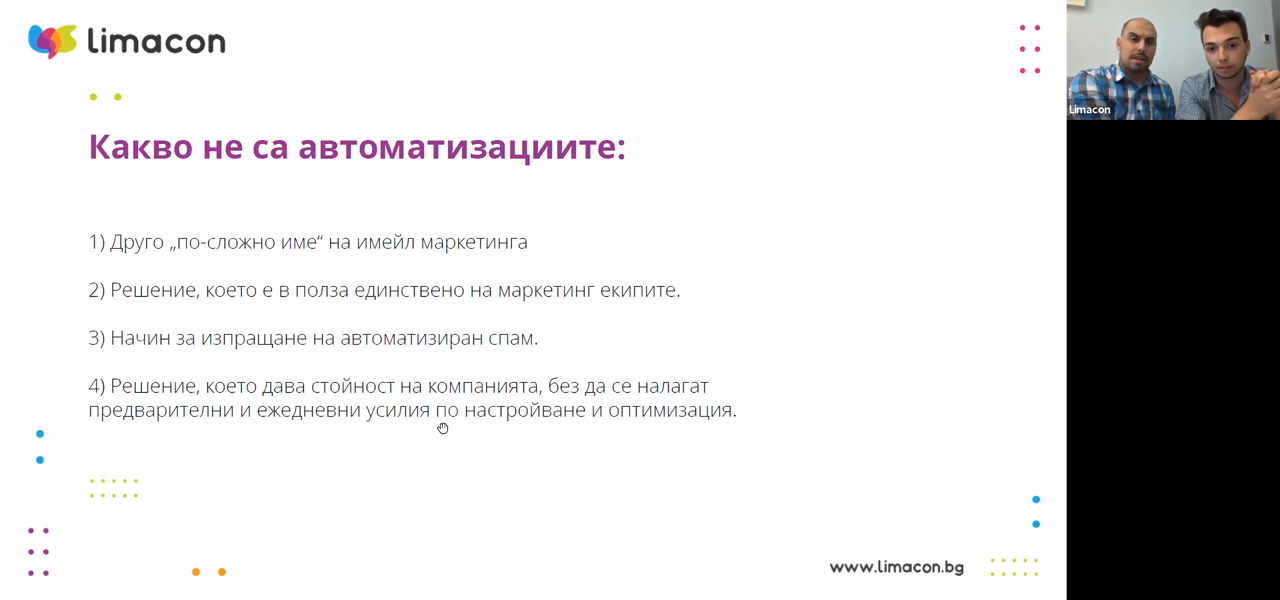 limacon
Какво не са автоматизациите:
1) Друго „по-сложно име“ на имейл маркетинга
2) Решение, което е в полза единствено на маркетинг екипите.
3) Начин за изпращане на автоматизиран спам.
4) Решение, което дава стойност на компанията, без да се налагат
предварителни и ежедневни усилия по настройване и оптимизация.
www.limacon.bg
Limacon